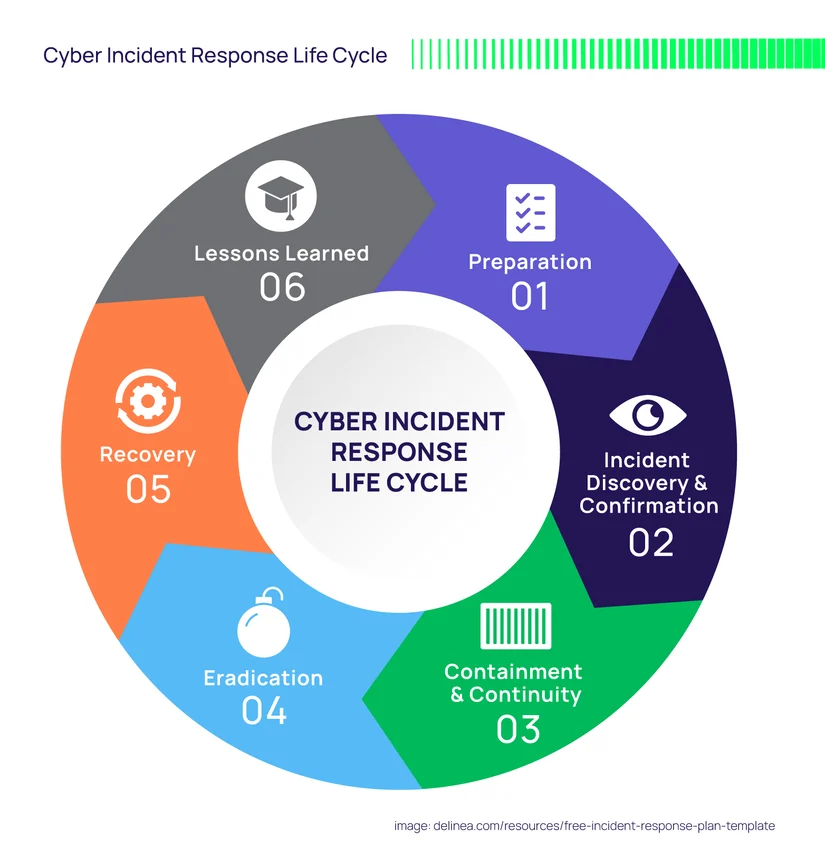 Cyber Incident Response Life Cycle
Preparation
01
Incident
Discovery &
Confirmation
02
Containment
& Continuity
03
Eradication
04
Recovery
05
Lessons Learned
06
CYBER INCIDENT
RESPONSE
LIFE CYCLE
image: delinea.com/resources/free-incident-response-plan-template